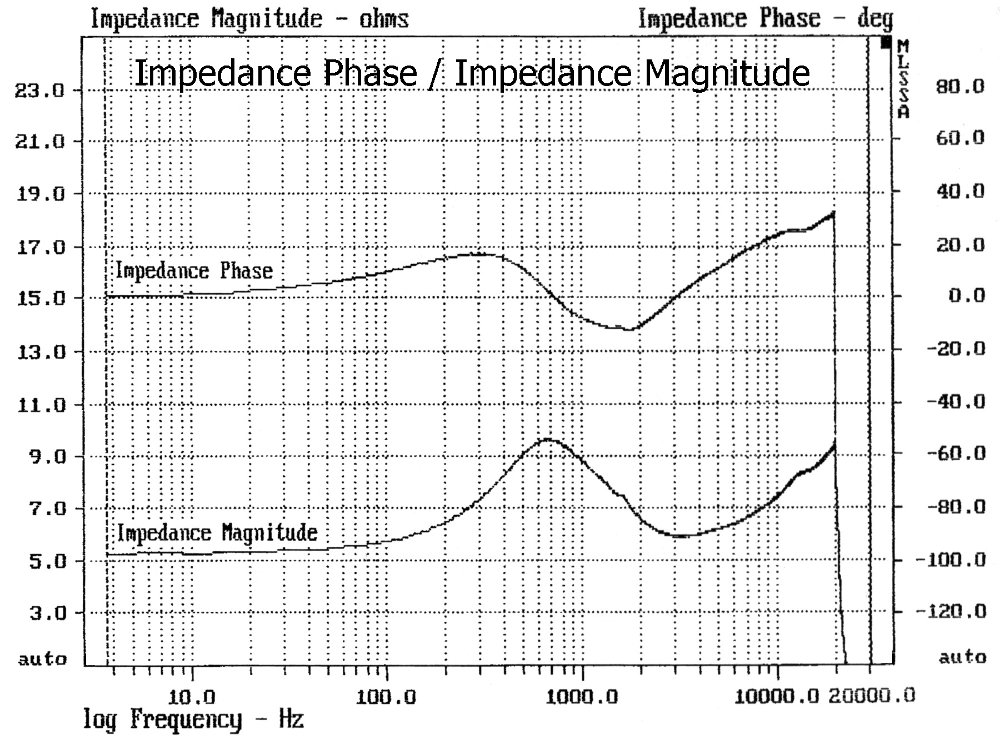 Impedance Magnitude - ohms
Impedance Phase - deg
MLSSA
Impedance Phase / Impedance Magnitude
23.0
80.0
21.0
60.0
19.0
40.0
17.0
20.0
Impedance Phase
15.0
0.0
13.0
-20.0
11.0
-40.0
9.0
-60.0
7.0
-80.0
Impedance Magnitude
5.0
-100.0
3.0
-120.0
auto
auto
10.0 100.0 1000.0 10000.0 20000.0
log Frequency - Hz